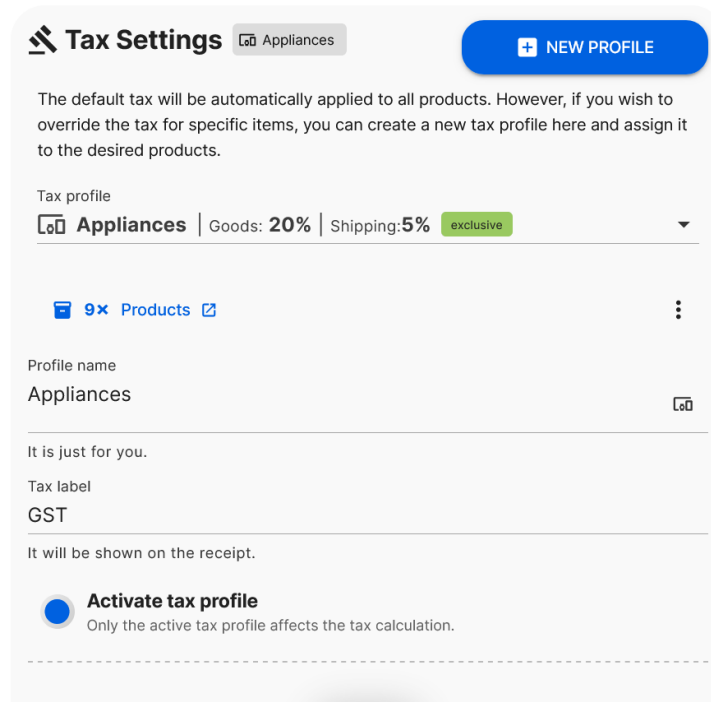 Tax Settings Appliances
NEW PROFILE
The default tax will be automatically applied to all products. However, if you wish to
override the tax for specific items, you can create a new tax profile here and assign it
to the desired products.
Tax profile
Appliances | Goods: 20% | Shipping:5% exclusive
9× Products
Profile name
Appliances
It is just for you.
Tax label
GST
It will be shown on the receipt.
Activate tax profile
Only the active tax profile affects the tax calculation.